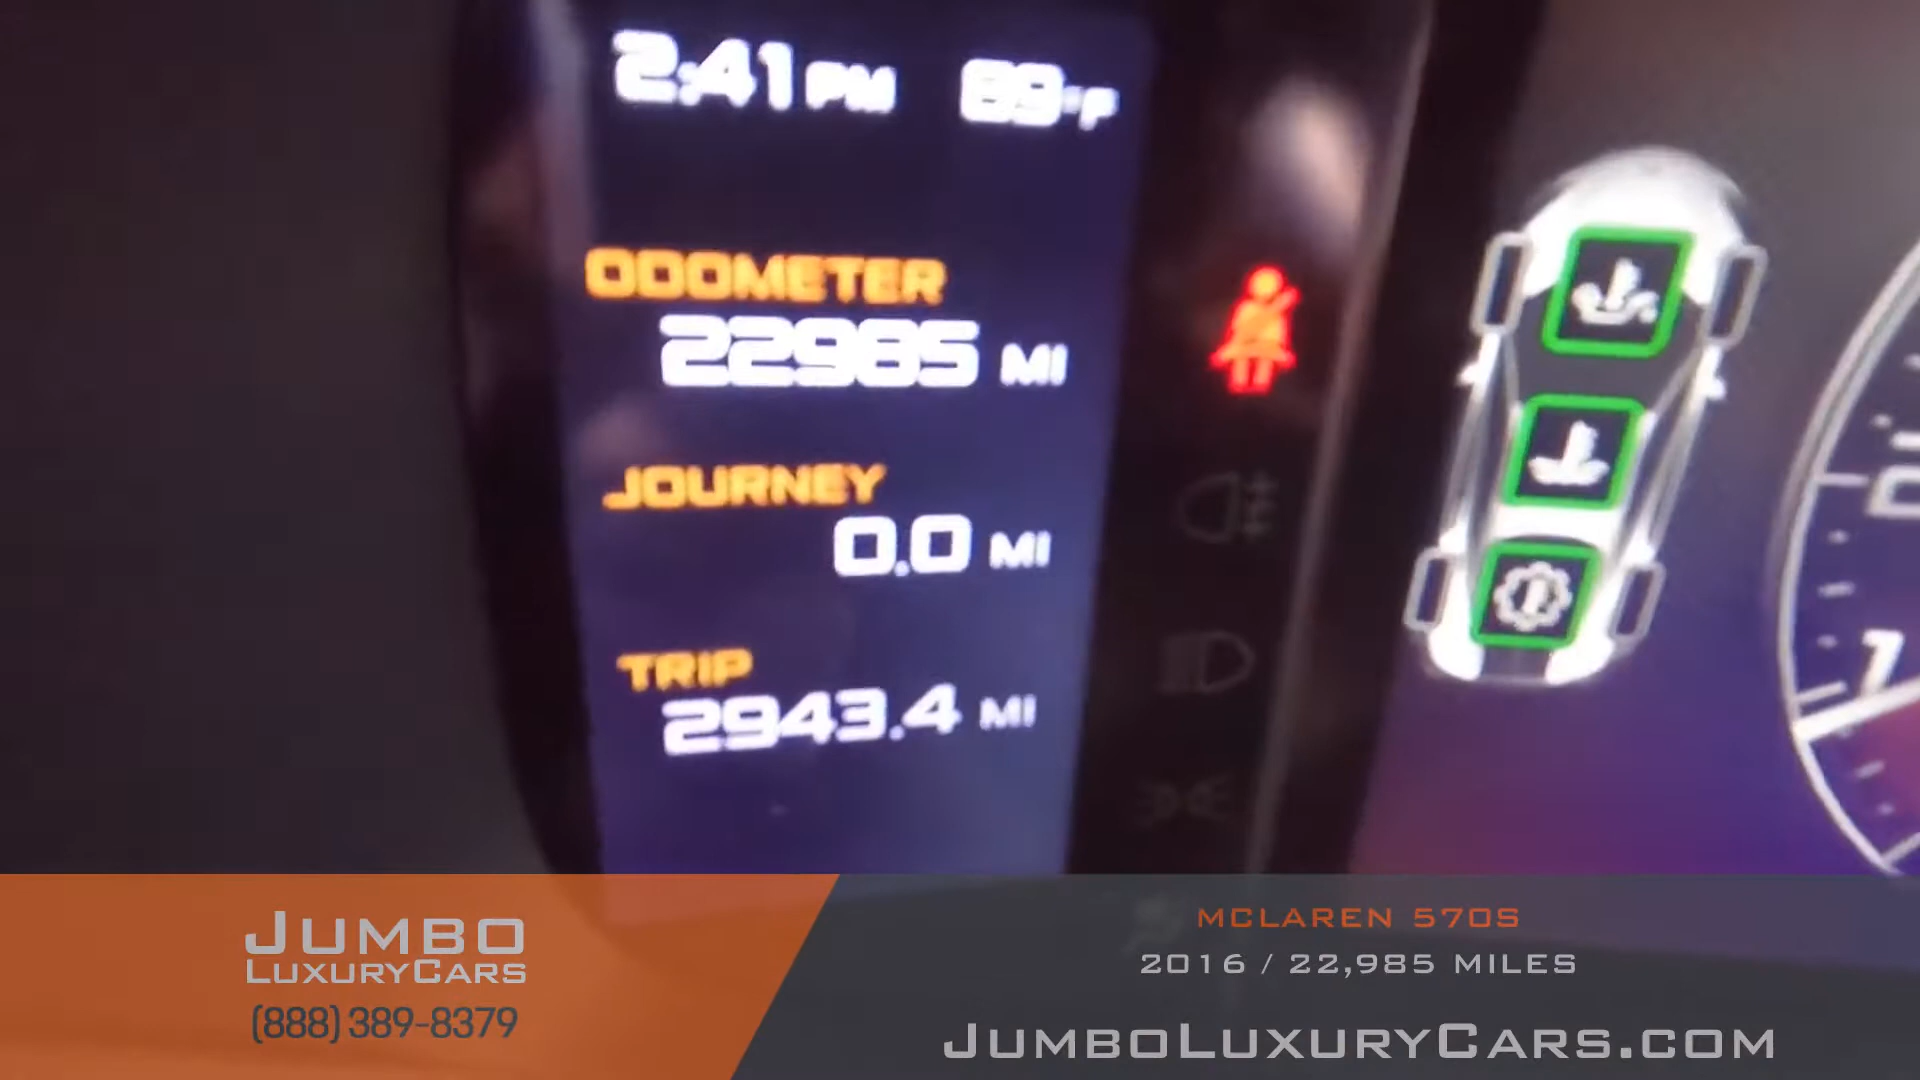 2:41 PM 89°F
ODOMETER
22985 MI
JOURNEY
0.0 MI
TRIP
2943.4 MI
1
JUMBO
LUXURYCARS
(888) 389-8379
MCLAREN 570S
2016 / 22,985 MILES
JUMBOLUXURYCARS.COM